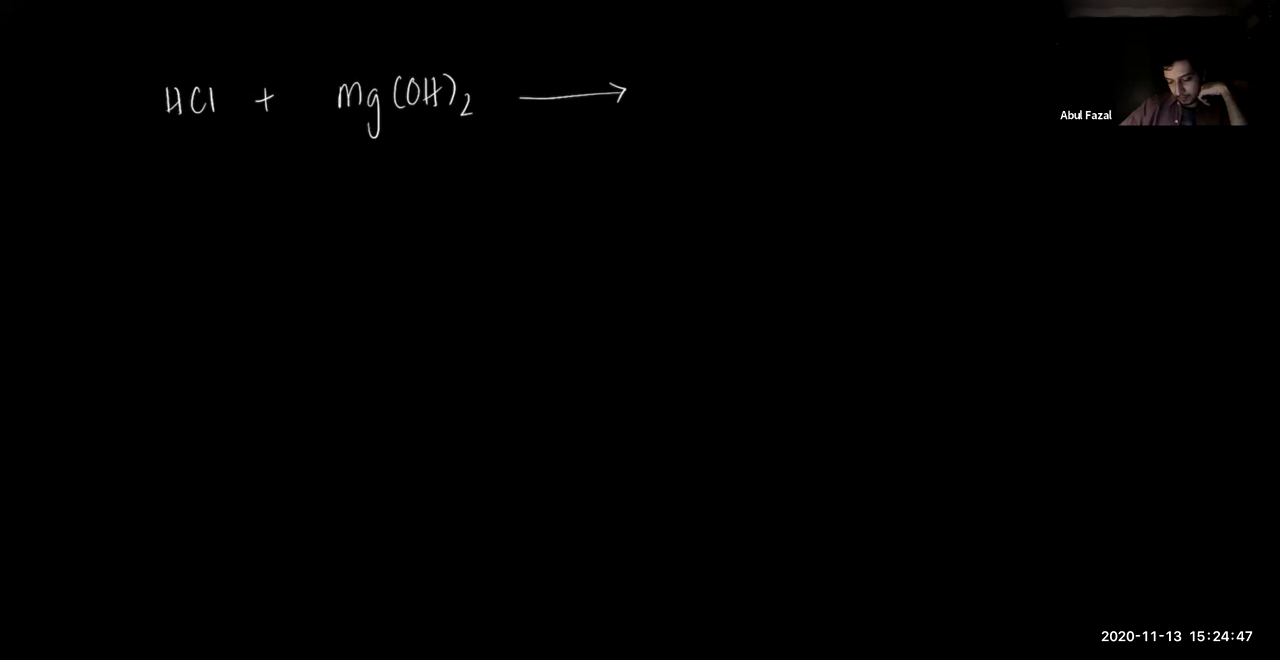 HCl + Mg(OH)₂ ⟶
Abul Fazal
2020-11-13 15:24:47